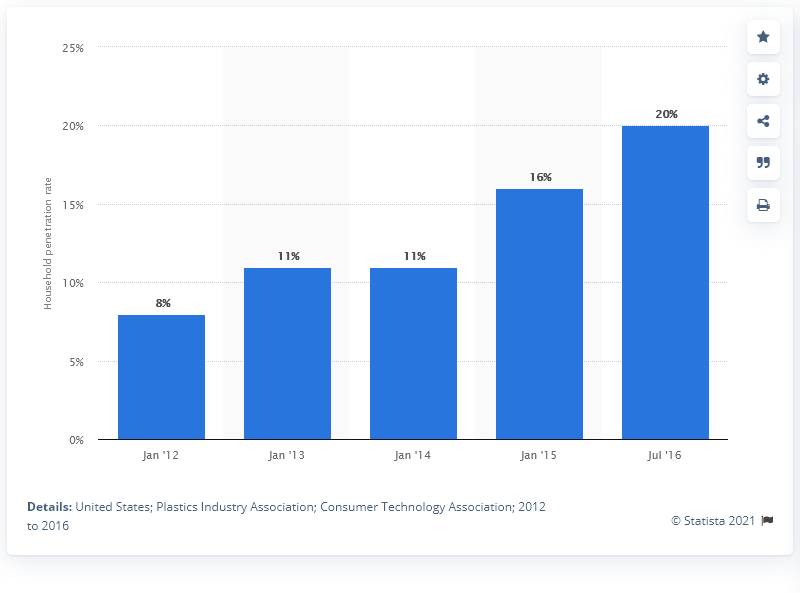 25%
20%
15%
10%
5%
0%
Household penetration rate
8%
11%
11%
16%
20%
Jan '12
Jan '13
Jan '14
Jan '15
Jul '16
Details: United States; Plastics Industry Association; Consumer Technology Association; 2012
to 2016
© Statista 2021